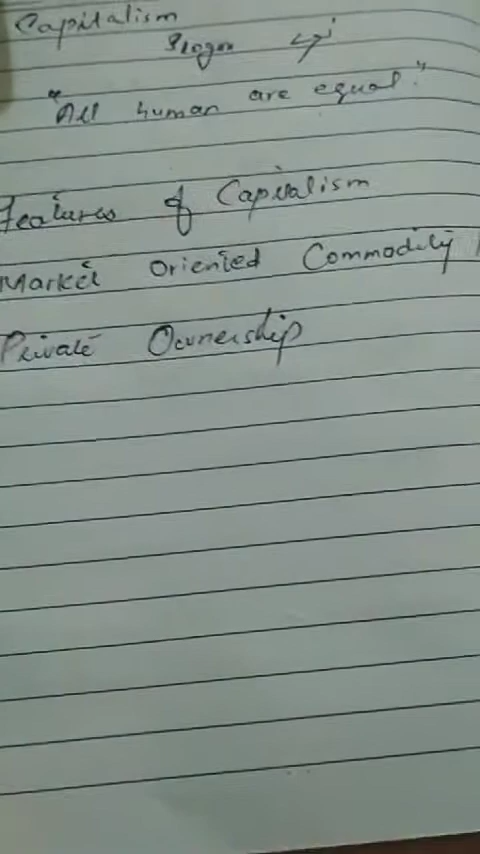 Capitalism
Slogan
"All human are equal."
Features of Capitalism
Market Oriented Commodity
Private Ownership